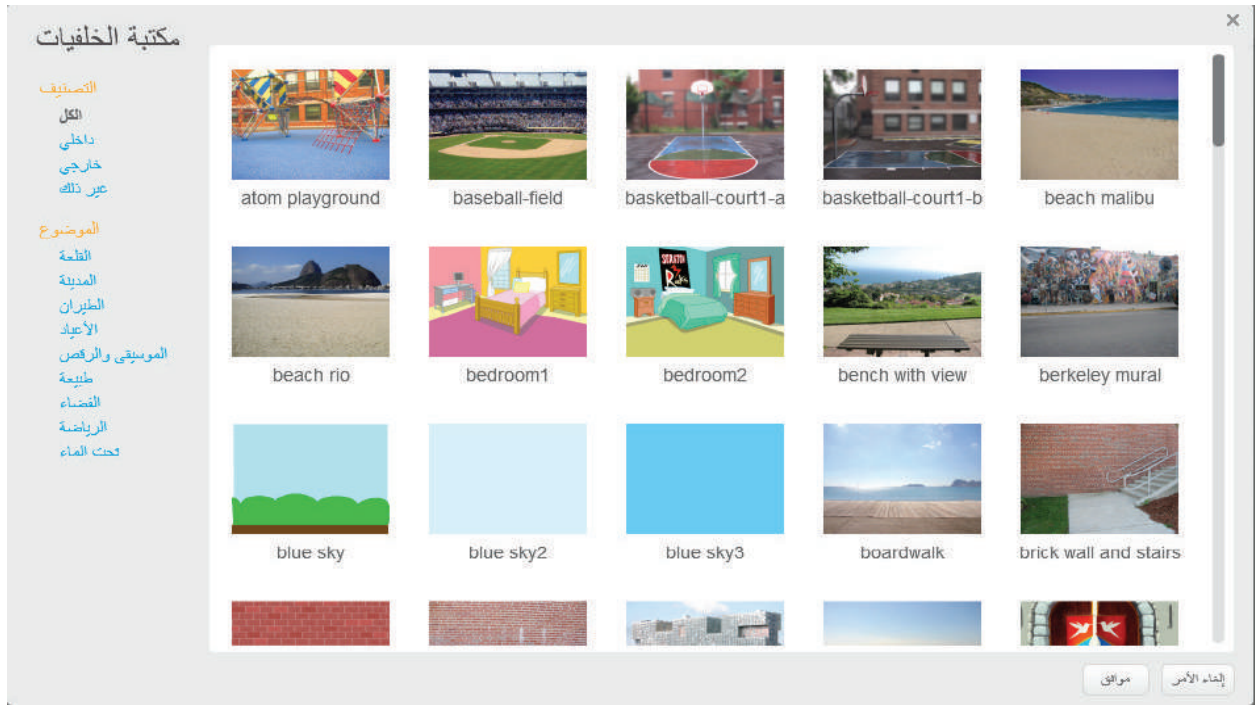 مكتبة الخلفيات
التصنيف
الكل
داخلي
خارجي
غير ذلك
الموضوع
القلعة
المدينة
الطيران
الأعياد
الموسيقى والرقص
طبيعة
الفضاء
الرياضة
تحت الماء
atom playground
baseball-field
basketball-court1-a
basketball-court1-b
beach malibu
beach rio
bedroom1
bedroom2
bench with view
berkeley mural
blue sky
blue sky2
blue sky3
boardwalk
brick wall and stairs
موافق
إلغاء الأمر